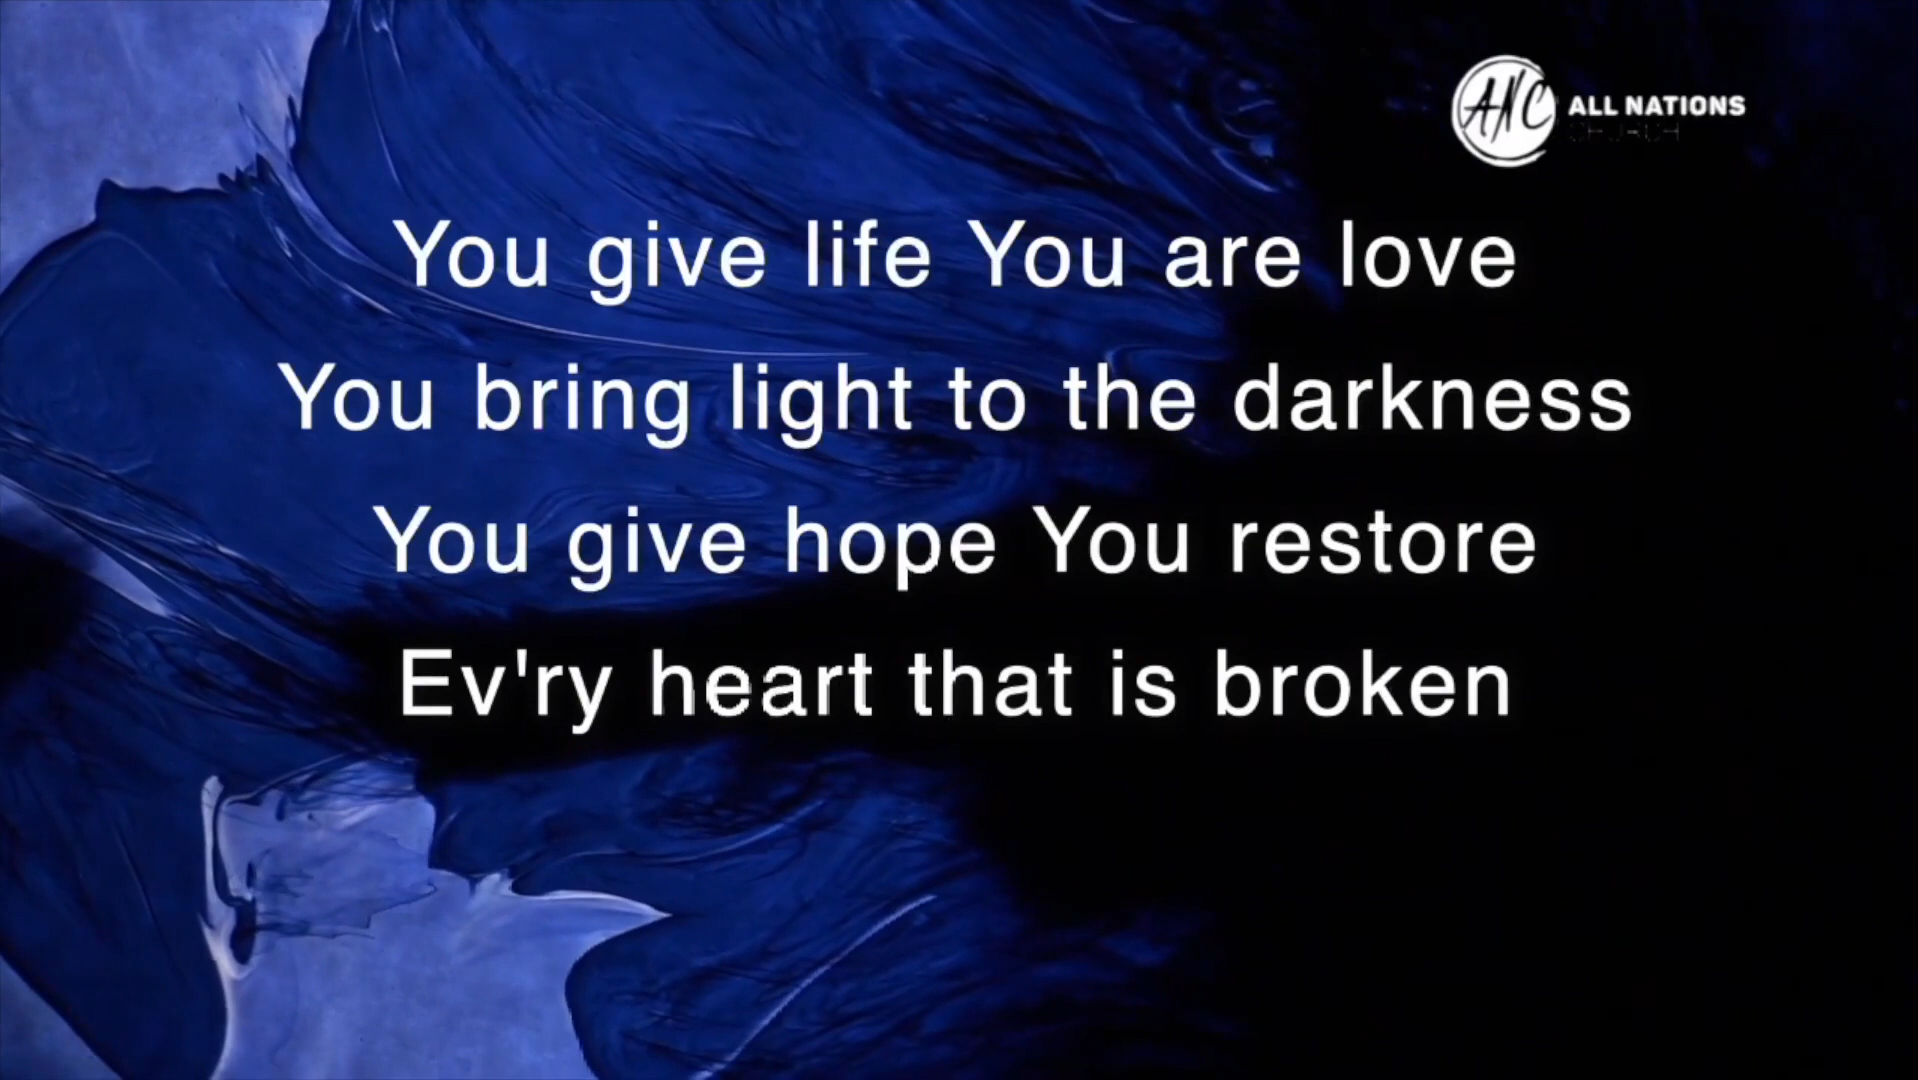 ANC
ALL NATIONS
CHURCH
You give life You are love
You bring light to the darkness
You give hope You restore
Ev'ry heart that is broken